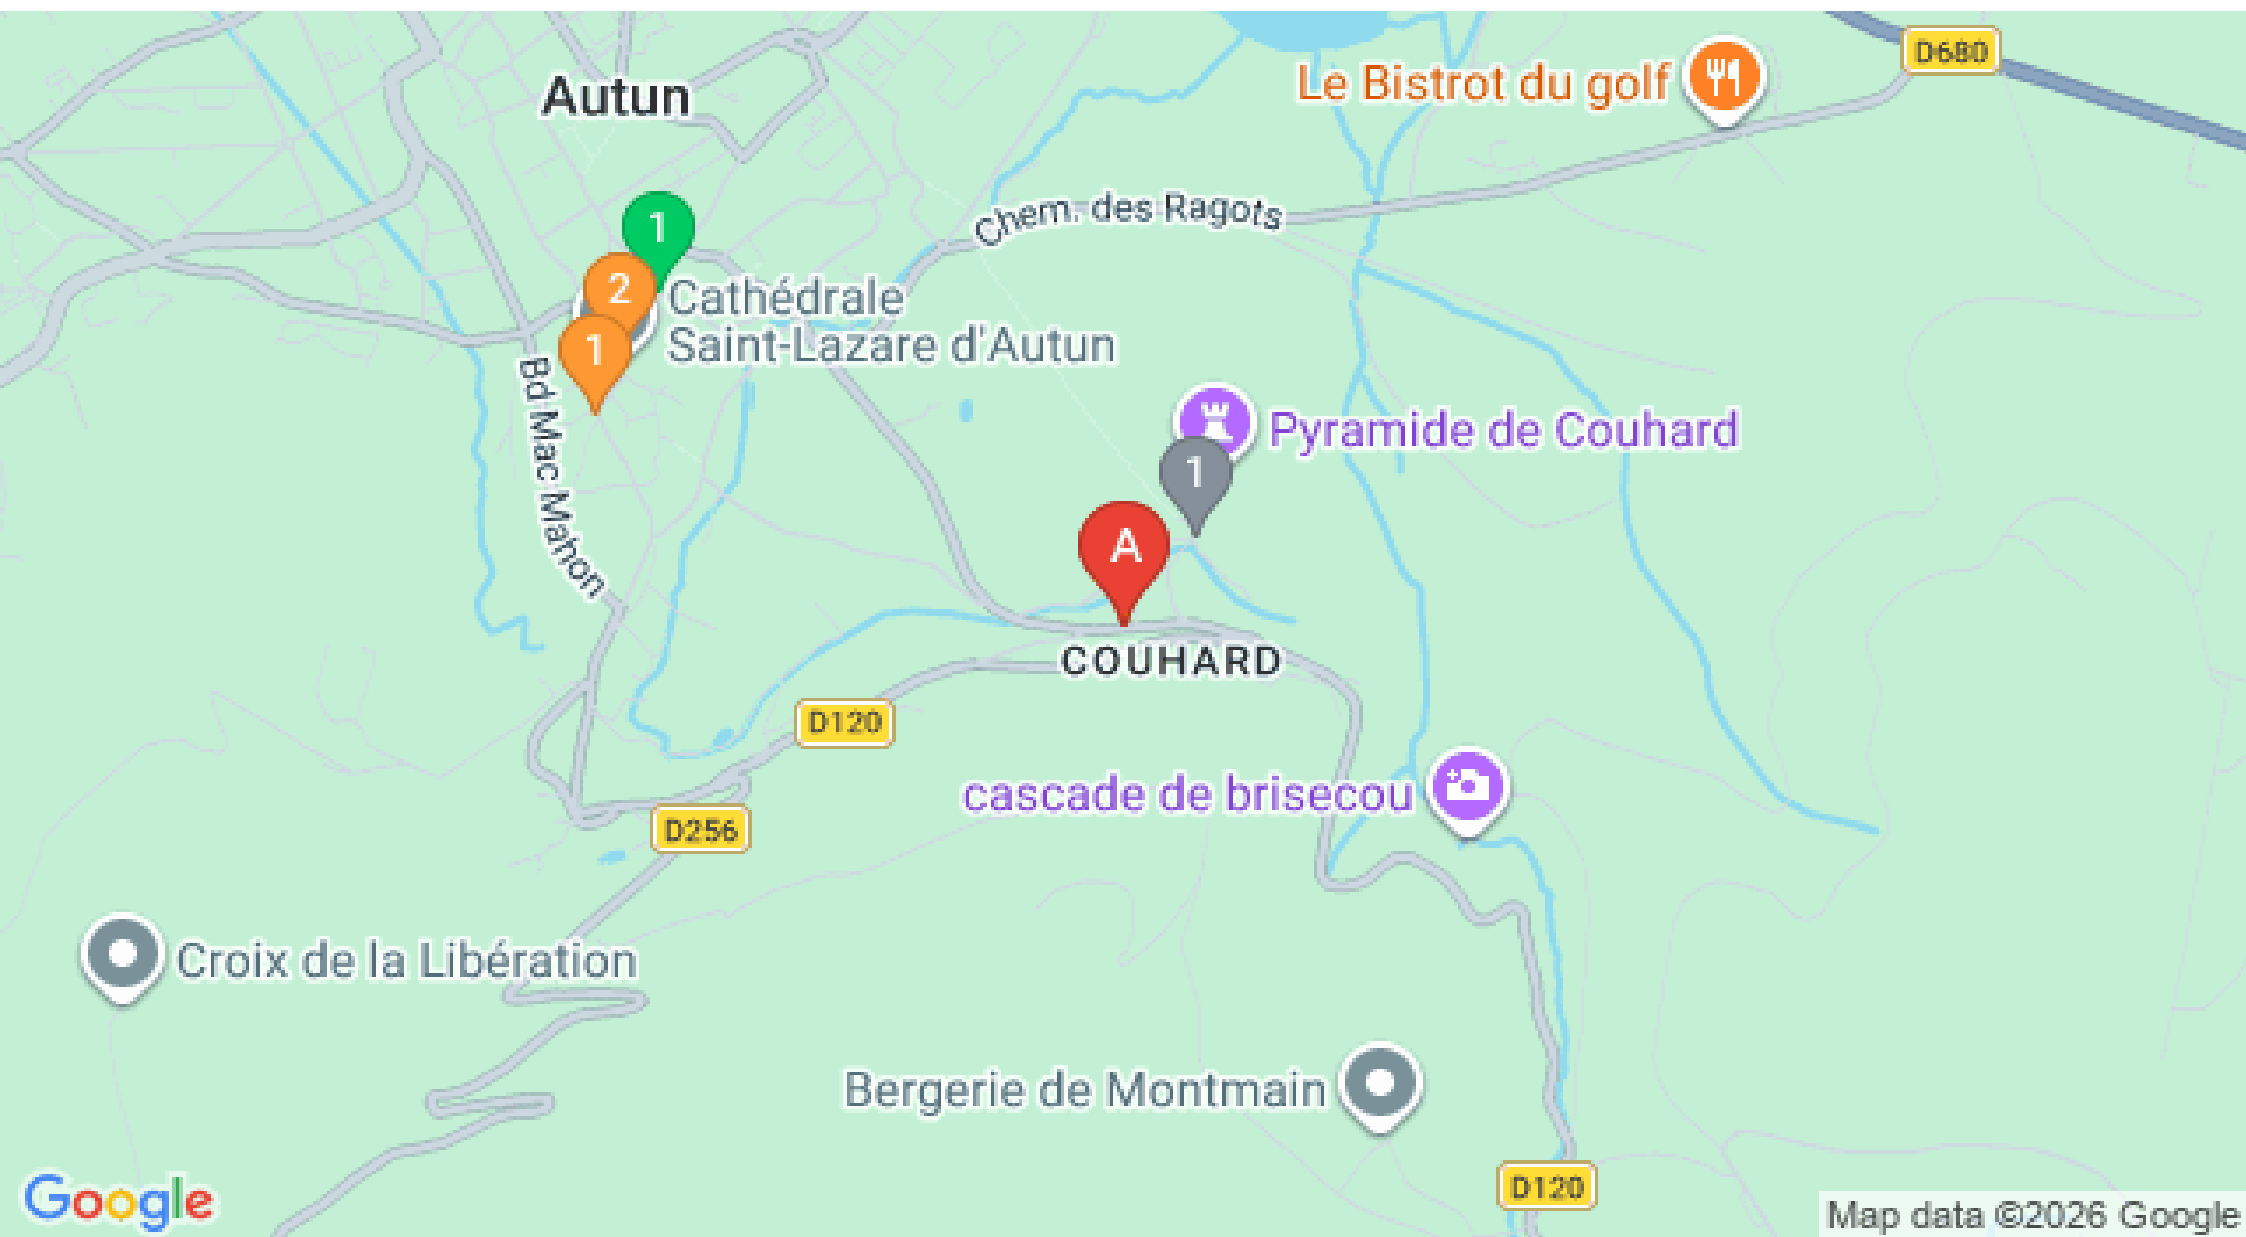 D680
Le Bistrot du golf
Autun
Chem. des Ragots
1
2
Cathédrale
Saint-Lazare d'Autun
1
Bd Mac Mahon
Pyramide de Couhard
1
A
COUHARD
D120
cascade de brisecou
D256
Croix de la Libération
Bergerie de Montmain
D120
Google
Map data ©2026 Google